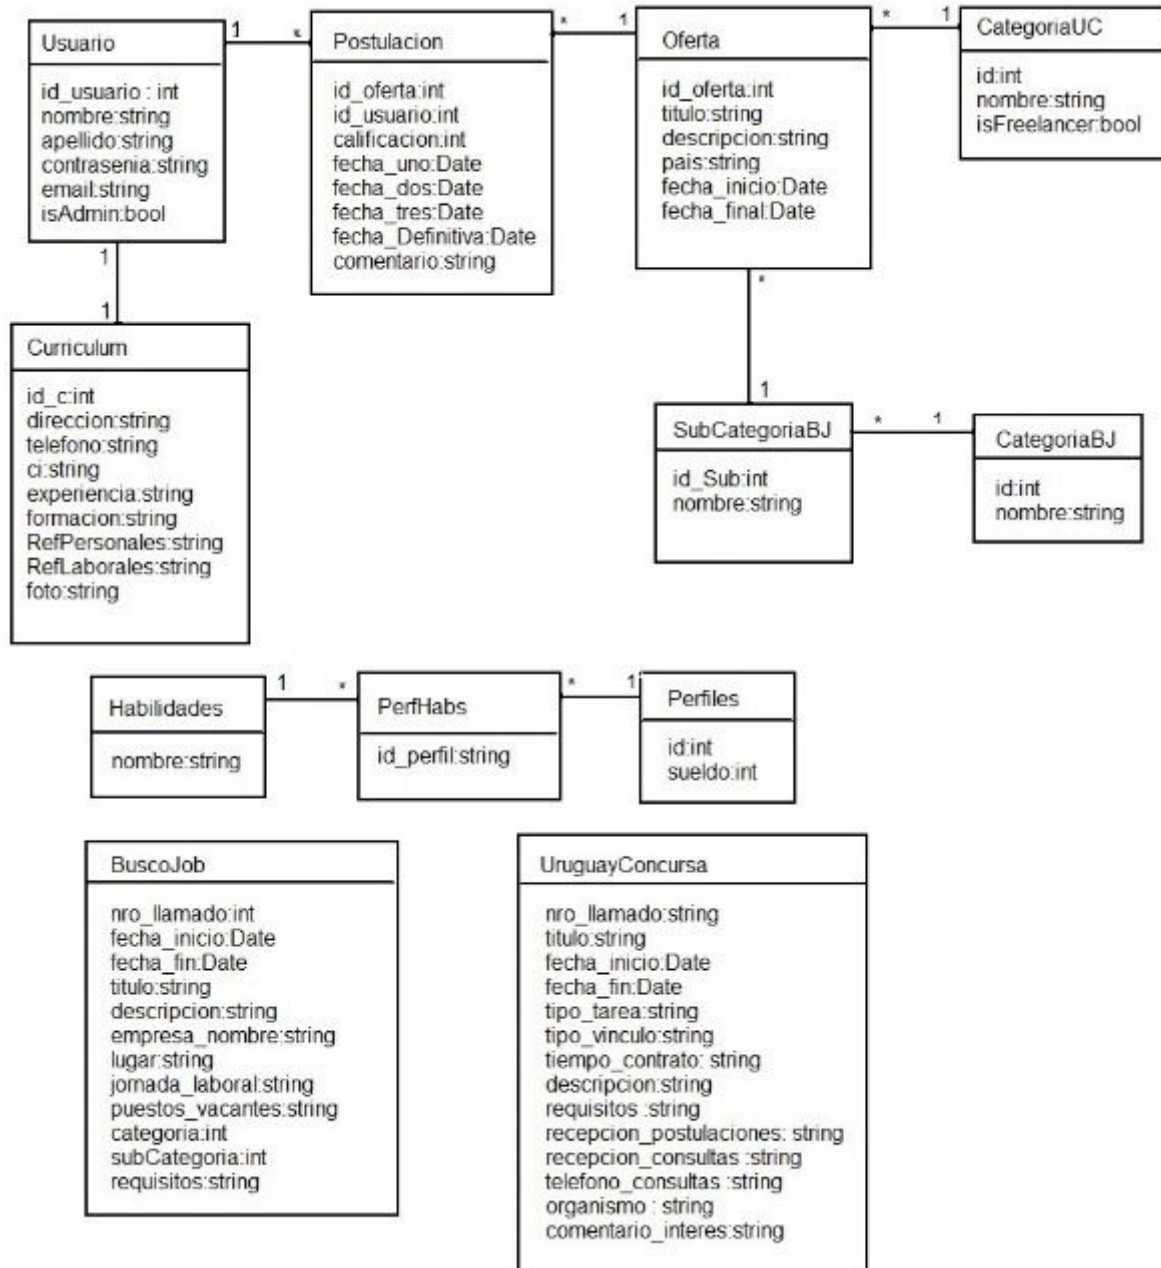 Usuario
id_usuario : int
nombre:string
apellido:string
contrasenia:string
email:string
isAdmin:bool
1
*
Postulacion
id_oferta:int
id_usuario:int
calificacion:int
fecha_uno:Date
fecha_dos:Date
fecha_tres:Date
fecha_Definitiva:Date
comentario:string
*
1
Oferta
id_oferta:int
titulo:string
descripcion:string
pais:string
fecha_inicio:Date
fecha_final:Date
*
1
CategoriaUC
id:int
nombre:string
isFreelancer:bool
1
1
Curriculum
id_c:int
direccion:string
telefono:string
ci:string
experiencia:string
formacion:string
RefPersonales:string
RefLaborales:string
foto:string
*
1
SubCategoriaBJ
id_Sub:int
nombre:string
*
1
CategoriaBJ
id:int
nombre:string
Habilidades
nombre:string
1
*
PerfHabs
id_perfil:string
*
1
Perfiles
id:int
sueldo:int
BuscoJob
nro_llamado:int
fecha_inicio:Date
fecha_fin:Date
titulo:string
descripcion:string
empresa_nombre:string
lugar:string
jornada_laboral:string
puestos_vacantes:string
categoria:int
subCategoria:int
requisitos:string
UruguayConcursa
nro_llamado:string
titulo:string
fecha_inicio:Date
fecha_fin:Date
tipo_tarea:string
tipo_vinculo:string
tiempo_contrato: string
descripcion:string
requisitos :string
recepcion_postulaciones: string
recepcion_consultas :string
telefono_consultas :string
organismo : string
comentario_interes:string